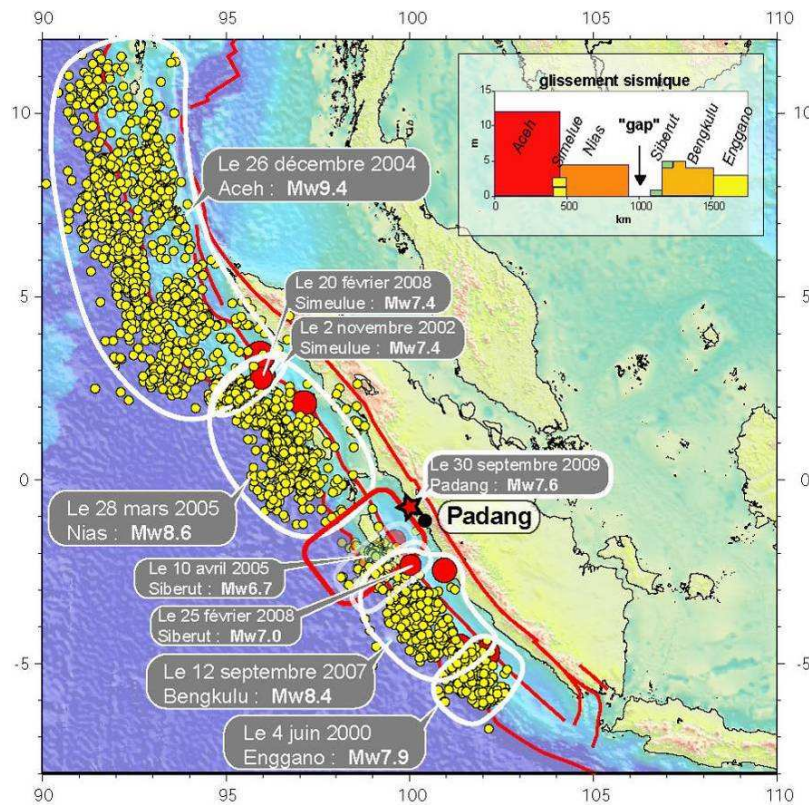 90 95 100 105 110
glissement sismique
15
10
5
0
m
Aceh
Simelue
Nias
"gap"
Siberut
Bengkulu
Enggano
0 500 1000 1500
km
10
5
0
-5
Le 26 décembre 2004
Aceh : Mw9.4
Le 20 février 2008
Simeulue : Mw7.4
Le 2 novembre 2002
Simeulue : Mw7.4
Le 30 septembre 2009
Padang : Mw7.6
Padang
Le 28 mars 2005
Nias : Mw8.6
Le 10 avril 2005
Siberut : Mw6.7
Le 25 février 2008
Siberut : Mw7.0
Le 12 septembre 2007
Bengkulu : Mw8.4
Le 4 juin 2000
Enggano : Mw7.9
10
5
0
-5
90 95 100 105 110